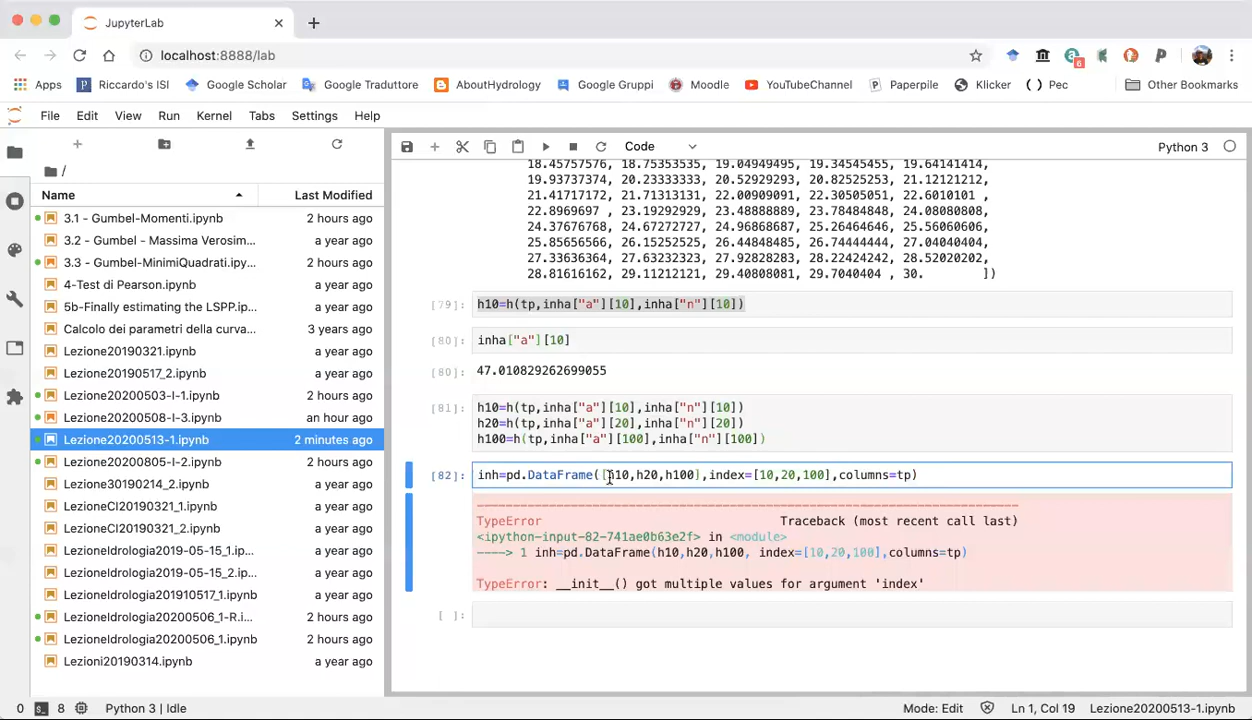 JupyterLab
localhost:8888/lab
6
Apps Riccardo's ISI Google Scholar Google Traduttore AboutHydrology Google Gruppi Moodle YouTubeChannel Paperpile Klicker Pec Other Bookmarks
File Edit View Run Kernel Tabs Settings Help
Code
Python 3
/
Name Last Modified
3.1 - Gumbel-Momenti.ipynb 2 hours ago
3.2 - Gumbel - Massima Verosim... a year ago
3.3 - Gumbel-MinimiQuadrati.ipy... 2 hours ago
4-Test di Pearson.ipynb a year ago
5b-Finally estimating the LSPP.ip... a year ago
Calcolo dei parametri della curva... 3 years ago
Lezione20190321.ipynb a year ago
Lezione20190517_2.ipynb a year ago
Lezione20200503-I-1.ipynb 2 hours ago
Lezione20200508-I-3.ipynb an hour ago
Lezione20200513-1.ipynb 2 minutes ago
Lezione20200805-I-2.ipynb 2 hours ago
Lezione30190214_2.ipynb a year ago
LezioneCI20190326_1.ipynb a year ago
LezioneCI20190328_2.ipynb a year ago
LezioneIdrologia2019-05-15_1.ip... a year ago
LezioneIdrologia2019-05-15_2.ip... a year ago
LezioneIdrologia201910517_1.ipynb a year ago
LezioneIdrologia20200506_1-R.i... 2 hours ago
LezioneIdrologia20200506_1.ipynb 2 hours ago
Lezioni20190314.ipynb a year ago
18.45757576, 18.75353535, 19.04949495, 19.34545455, 19.64141414,
19.93737374, 20.23333333, 20.52929293, 20.82525253, 21.12121212,
21.41717172, 21.71313131, 22.00909091, 22.30505051, 22.6010101 ,
22.8969697 , 23.19292929, 23.48888889, 23.78484848, 24.08080808,
24.37676768, 24.67272727, 24.96868687, 25.26464646, 25.56060606,
25.85656566, 26.15252525, 26.44848485, 26.74444444, 27.04040404,
27.33636364, 27.63232323, 27.92828283, 28.22424242, 28.52020202,
28.81616162, 29.11212121, 29.40808081, 29.7040404 , 30. ])
[79]: h10=h(tp,inha["a"][10],inha["n"][10])
[80]: inha["a"][10]
[80]: 47.010829262699055
[81]: h10=h(tp,inha["a"][10],inha["n"][10])
h20=h(tp,inha["a"][20],inha["n"][20])
h100=h(tp,inha["a"][100],inha["n"][100])
[82]: inh=pd.DataFrame([h10,h20,h100],index=[10,20,100],columns=tp)
---------------------------------------------------------------------------
TypeError Traceback (most recent call last)
<ipython-input-82-741ae0b63e2f> in <module>
----> 1 inh=pd.DataFrame(h10,h20,h100, index=[10,20,100],columns=tp)
TypeError: __init__() got multiple values for argument 'index'
[ ]:
0 8 Python 3 | Idle Mode: Edit Ln 1, Col 19 Lezione20200513-1.ipynb